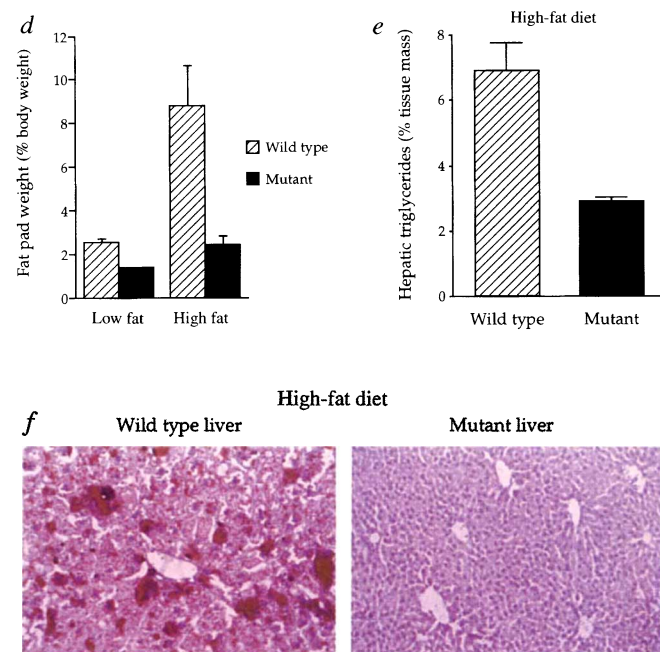 d
Fat pad weight (% body weight)
12
10
8
6
4
2
0
Low fat
High fat
Wild type
Mutant
e
High-fat diet
Hepatic triglycerides (% tissue mass)
8
6
4
2
0
Wild type
Mutant
High-fat diet
f
Wild type liver
Mutant liver